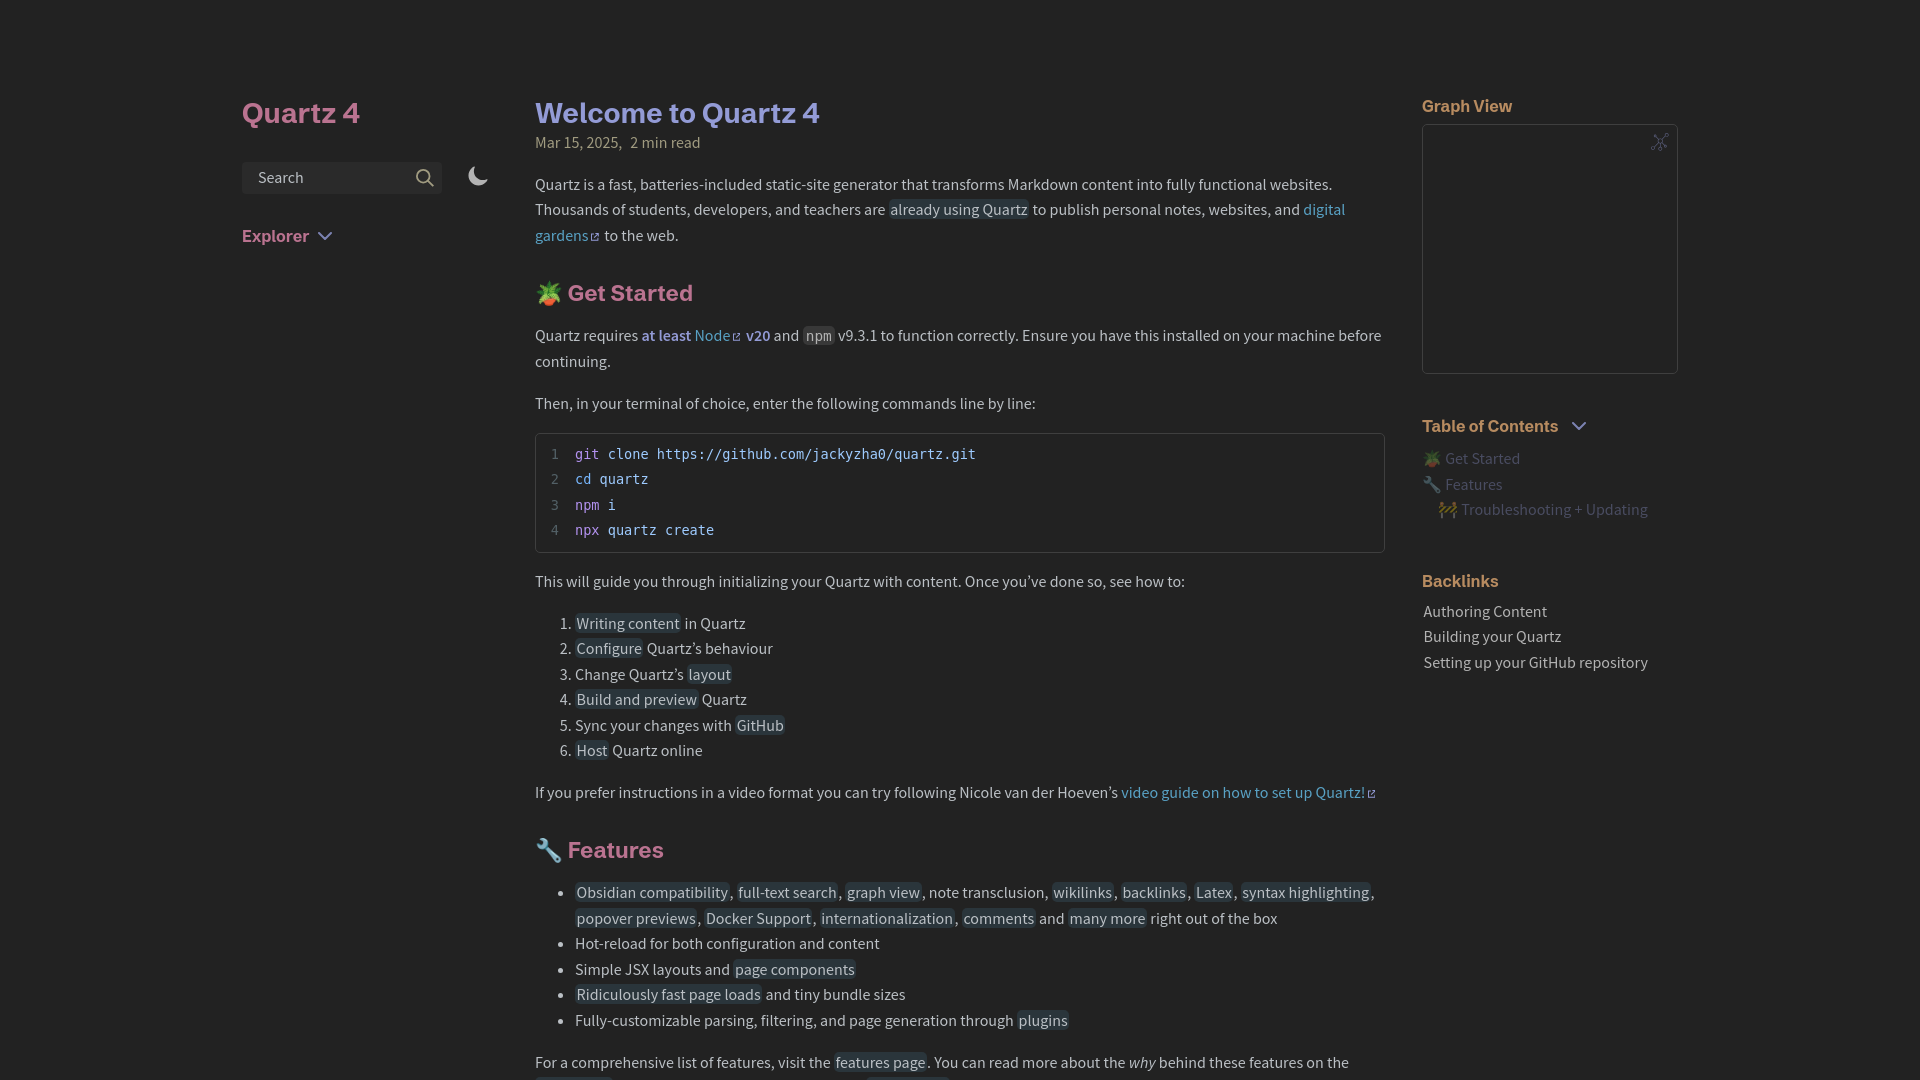 Quartz 4
Search
Explorer
Welcome to Quartz 4
Mar 15, 2025, 2 min read
Quartz is a fast, batteries-included static-site generator that transforms Markdown content into fully functional websites.
Thousands of students, developers, and teachers are already using Quartz to publish personal notes, websites, and digital
gardens to the web.
🪴 Get Started
Quartz requires at least Node v20 and npm v9.3.1 to function correctly. Ensure you have this installed on your machine before
continuing.
Then, in your terminal of choice, enter the following commands line by line:
1 git clone https://github.com/jackyzha0/quartz.git
2 cd quartz
3 npm i
4 npx quartz create
This will guide you through initializing your Quartz with content. Once you’ve done so, see how to:
1. Writing content in Quartz
2. Configure Quartz’s behaviour
3. Change Quartz’s layout
4. Build and preview Quartz
5. Sync your changes with GitHub
6. Host Quartz online
If you prefer instructions in a video format you can try following Nicole van der Hoeven’s video guide on how to set up Quartz!
🔧 Features
• Obsidian compatibility, full-text search, graph view, note transclusion, wikilinks, backlinks, Latex, syntax highlighting,
popover previews, Docker Support, internationalization, comments and many more right out of the box
• Hot-reload for both configuration and content
• Simple JSX layouts and page components
• Ridiculously fast page loads and tiny bundle sizes
• Fully-customizable parsing, filtering, and page generation through plugins
For a comprehensive list of features, visit the features page. You can read more about the why behind these features on the
Graph View
Table of Contents
🪴 Get Started
🔧 Features
🚧 Troubleshooting + Updating
Backlinks
Authoring Content
Building your Quartz
Setting up your GitHub repository